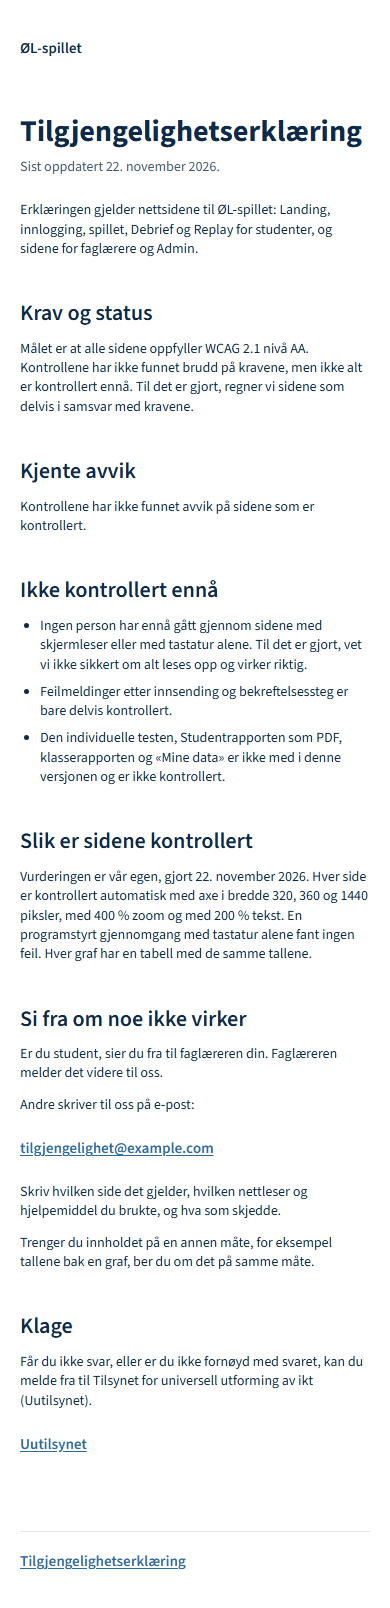 ØL-spillet
Tilgjengelighetserklæring
Sist oppdatert 22. november 2026.
Erklæringen gjelder nettsidene til ØL-spillet: Landing,
innlogging, spillet, Debrief og Replay for studenter, og
sidene for faglærere og Admin.
Krav og status
Målet er at alle sidene oppfyller WCAG 2.1 nivå AA.
Kontrollene har ikke funnet brudd på kravene, men ikke alt
er kontrollert ennå. Til det er gjort, regner vi sidene som
delvis i samsvar med kravene.
Kjente avvik
Kontrollene har ikke funnet avvik på sidene som er
kontrollert.
Ikke kontrollert ennå
• Ingen person har ennå gått gjennom sidene med
skjermleser eller med tastatur alene. Til det er gjort, vet
vi ikke sikkert om alt leses opp og virker riktig.
• Feilmeldinger etter innsending og bekreftelsessteg er
bare delvis kontrollert.
• Den individuelle testen, Studentrapporten som PDF,
klasserapporten og «Mine data» er ikke med i denne
versjonen og er ikke kontrollert.
Slik er sidene kontrollert
Vurderingen er vår egen, gjort 22. november 2026. Hver side
er kontrollert automatisk med axe i bredde 320, 360 og 1440
piksler, med 400 % zoom og med 200 % tekst. En
programstyrt gjennomgang med tastatur alene fant ingen
feil. Hver graf har en tabell med de samme tallene.
Si fra om noe ikke virker
Er du student, sier du fra til faglæreren din. Faglæreren
melder det videre til oss.
Andre skriver til oss på e-post:
tilgjengelighet@example.com
Skriv hvilken side det gjelder, hvilken nettleser og
hjelpemiddel du brukte, og hva som skjedde.
Trenger du innholdet på en annen måte, for eksempel
tallene bak en graf, ber du om det på samme måte.
Klage
Får du ikke svar, eller er du ikke fornøyd med svaret, kan du
melde fra til Tilsynet for universell utforming av ikt
(Uutilsynet).
Uutilsynet
Tilgjengelighetserklæring